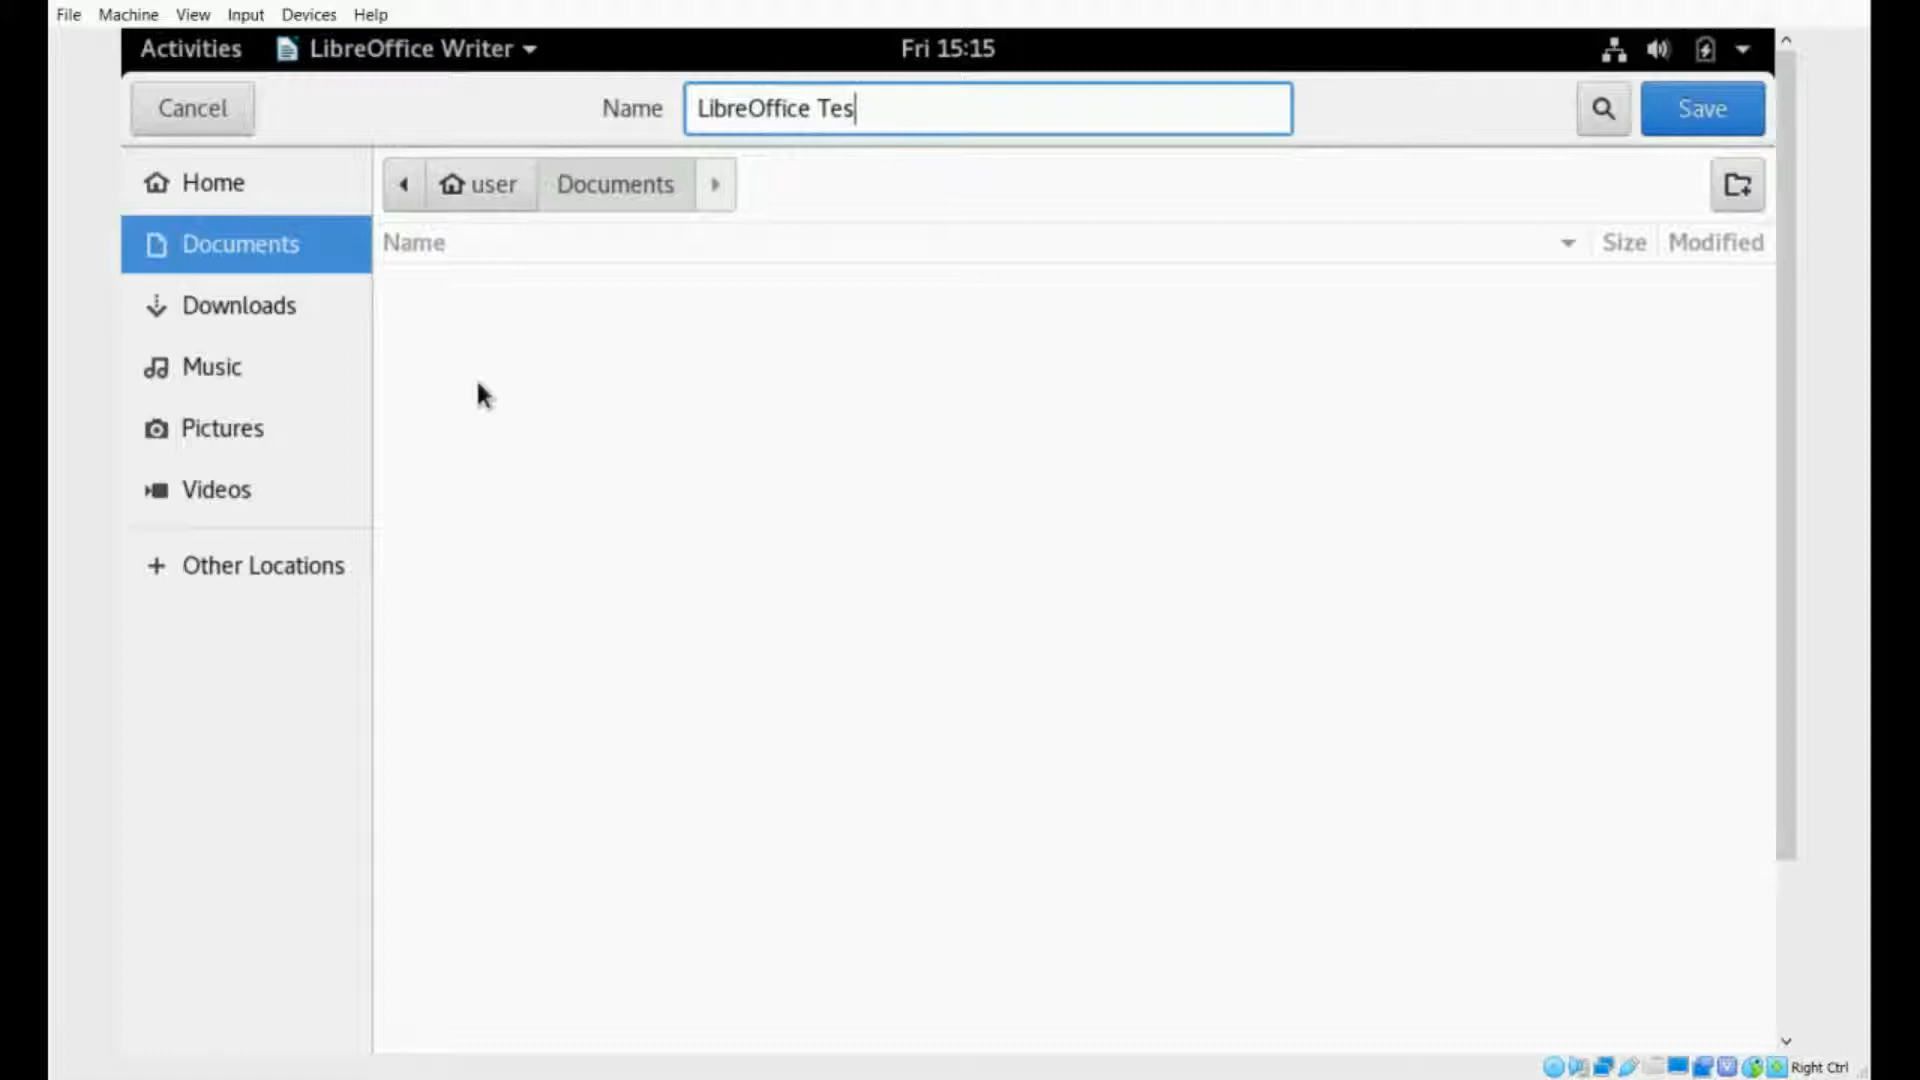 File Machine View Input Devices Help
Activities LibreOffice Writer Fri 15:15
Cancel Name LibreOffice Tes Save
Home user Documents
Documents Name Size Modified
Downloads
Music
Pictures
Videos
Other Locations
Right Ctrl